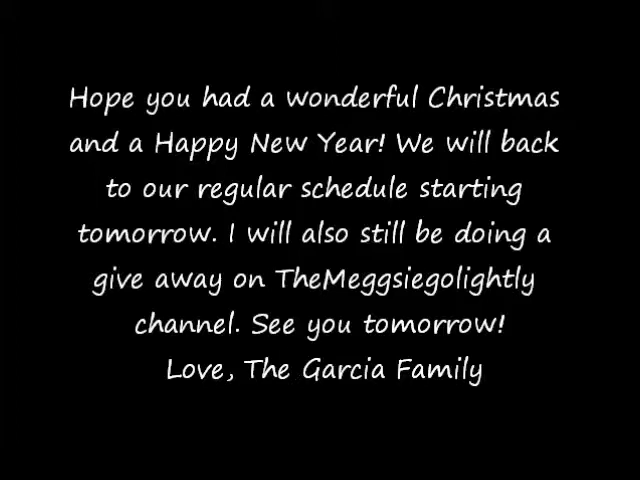 Hope you had a wonderful Christmas
and a Happy New Year! We will back
to our regular schedule starting
tomorrow. I will also still be doing a
give away on TheMeggsiegolightly
channel. See you tomorrow!
Love, The Garcia Family